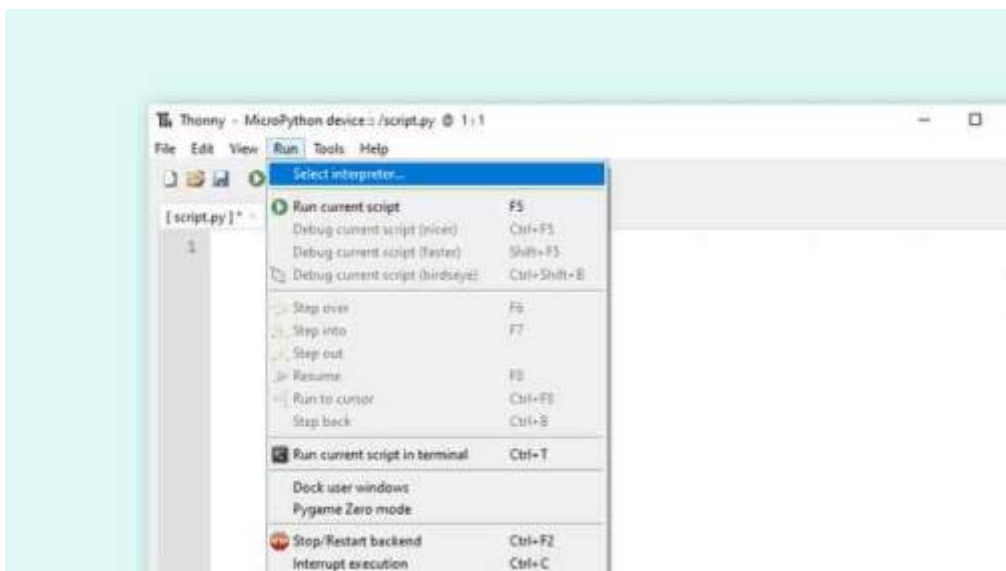 Th Thonny - MicroPython device :: /script.py @ 1 : 1
File Edit View Run Tools Help
Select interpreter...
Run current script F5
[ script.py ] *
Debug current script (nicer) Ctrl+F5
1
Debug current script (faster) Shift+F5
Debug current script (birdseye) Ctrl+Shift+B
Step over F6
Step into F7
Step out
Resume F8
Run to cursor Ctrl+F8
Step back Ctrl+B
Run current script in terminal Ctrl+T
Dock user windows
Pygame Zero mode
Stop/Restart backend Ctrl+F2
Interrupt execution Ctrl+C